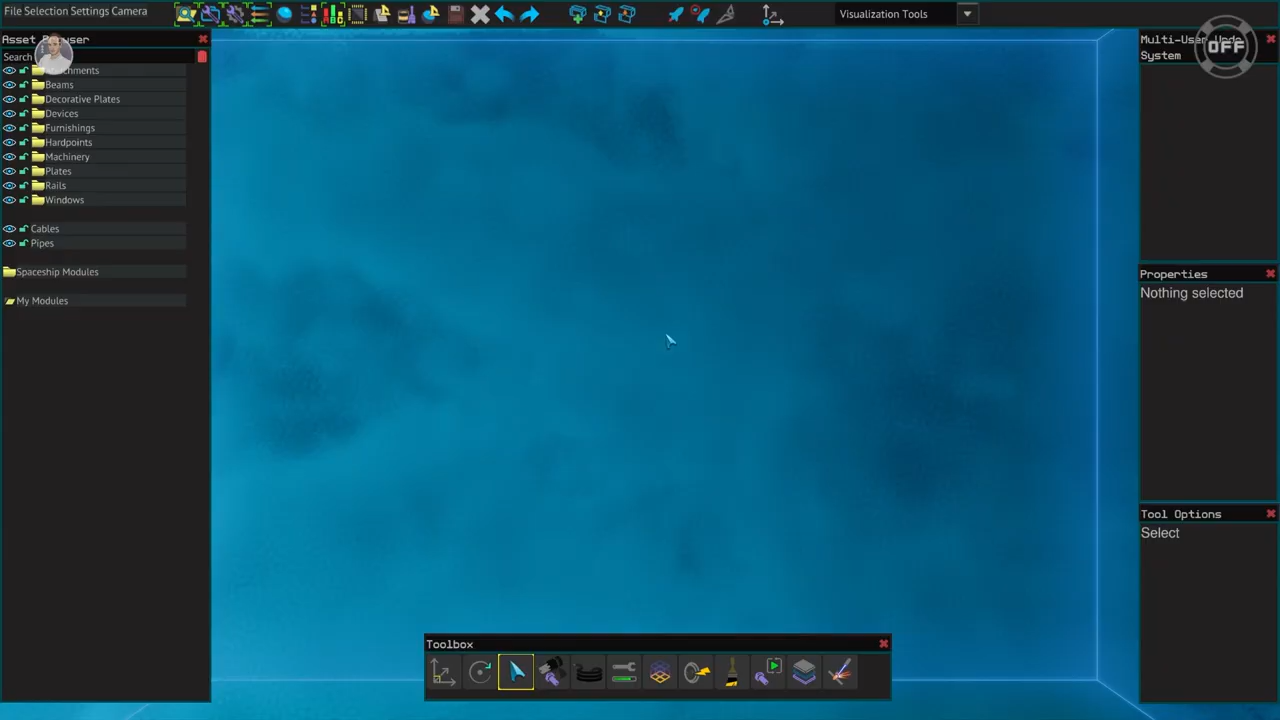 File Selection Settings Camera
Visualization Tools
Asset
Search
Beams
Decorative Plates
Devices
Furnishings
Hardpoints
Machinery
Plates
Rails
Windows
Cables
Pipes
Spaceship Modules
My Modules
Multi-User Undo
System
OFF
Properties
Nothing selected
Tool Options
Select
Toolbox